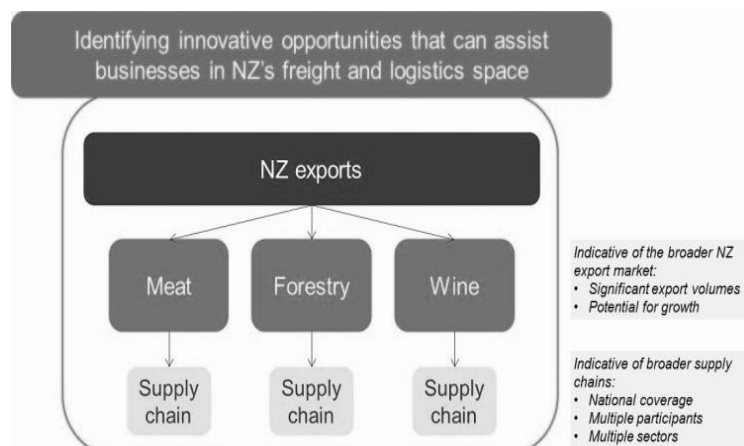 Identifying innovative opportunities that can assist
businesses in NZ's freight and logistics space
NZ exports
Meat
Forestry
Wine
Indicative of the broader NZ
export market:
• Significant export volumes
• Potential for growth
Supply
chain
Supply
chain
Supply
chain
Indicative of broader supply
chains:
• National coverage
• Multiple participants
• Multiple sectors